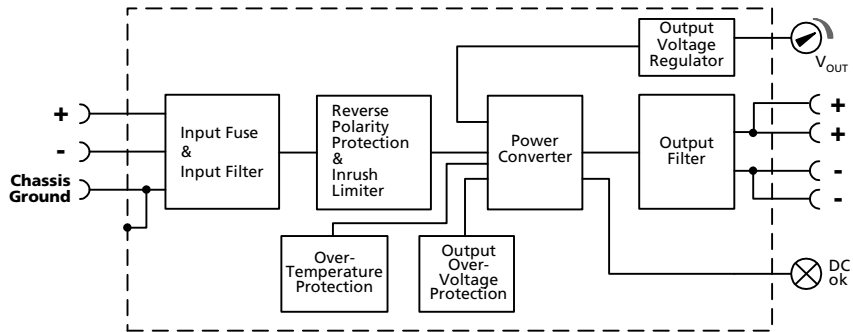 Output
Voltage
Regulator
VOUT
+
-
Chassis
Ground
Input Fuse
&
Input Filter
Reverse
Polarity
Protection
&
Inrush
Limiter
Power
Converter
Output
Filter
+
+
-
-
Over-
Temperature
Protection
Output
Over-
Voltage
Protection
DC
ok